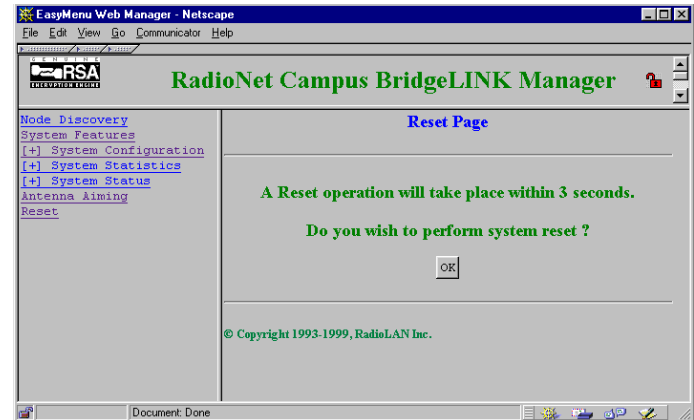 EasyMenu Web Manager - Netscape
File Edit View Go Communicator Help
GENUINE
RSA
ENCRYPTION ENGINE
RadioNet Campus BridgeLINK Manager
Node Discovery
System Features
[+] System Configuration
[+] System Statistics
[+] System Status
Antenna Aiming
Reset
Reset Page
A Reset operation will take place within 3 seconds.
Do you wish to perform system reset ?
OK
© Copyright 1993-1999, RadioLAN Inc.
Document: Done